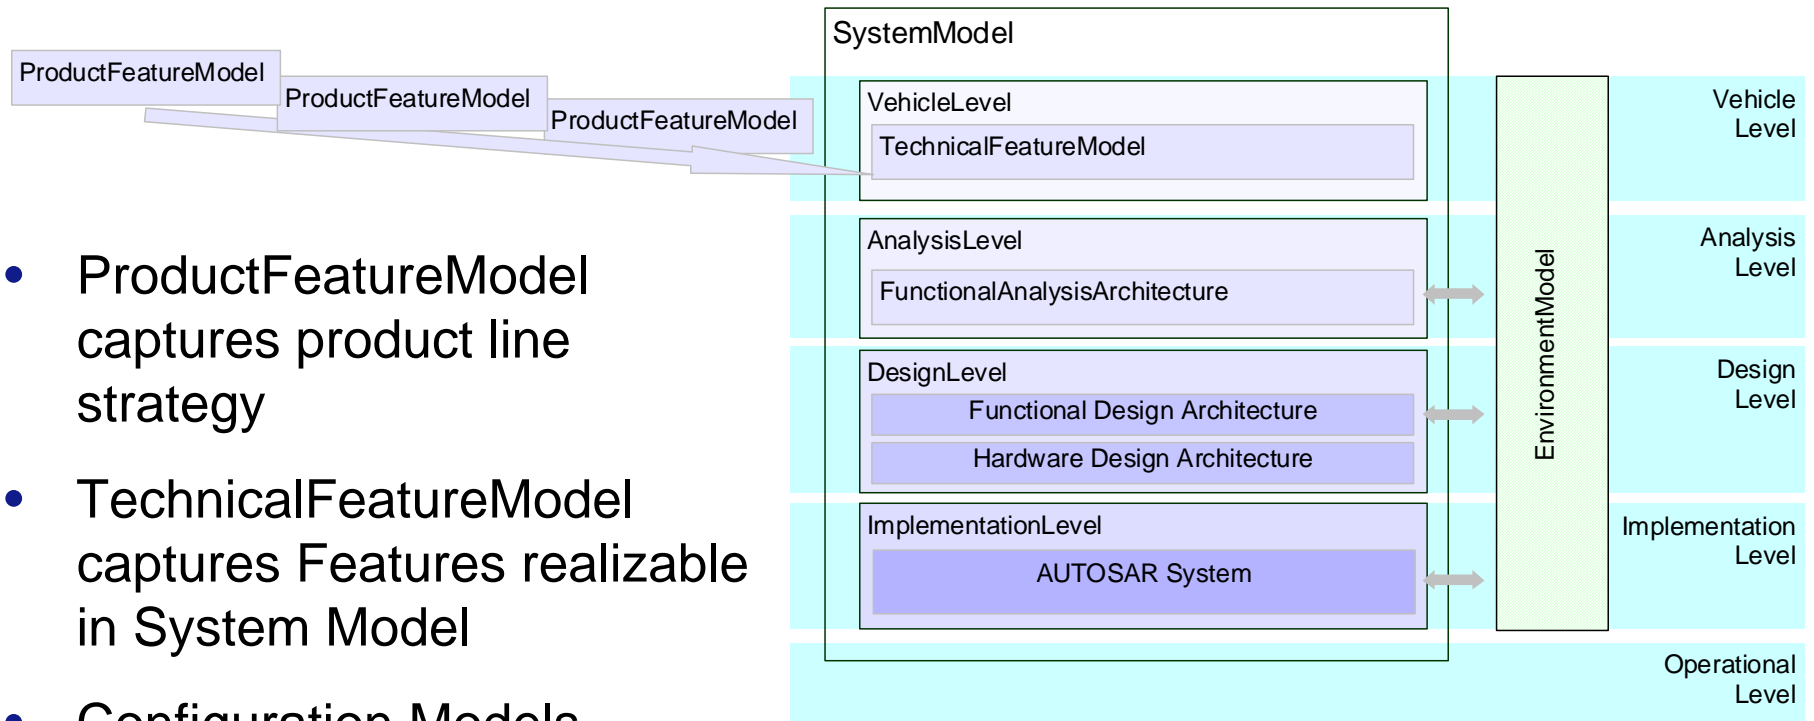 SystemModel
ProductFeatureModel
ProductFeatureModel
ProductFeatureModel
VehicleLevel
TechnicalFeatureModel
Vehicle
Level
AnalysisLevel
FunctionalAnalysisArchitecture
Analysis
Level
DesignLevel
Functional Design Architecture
Hardware Design Architecture
Design
Level
ImplementationLevel
AUTOSAR System
Implementation
Level
EnvironmentModel
Operational
Level
• ProductFeatureModel
captures product line
strategy
• TechnicalFeatureModel
captures Features realizable
in System Model
• Configuration Models